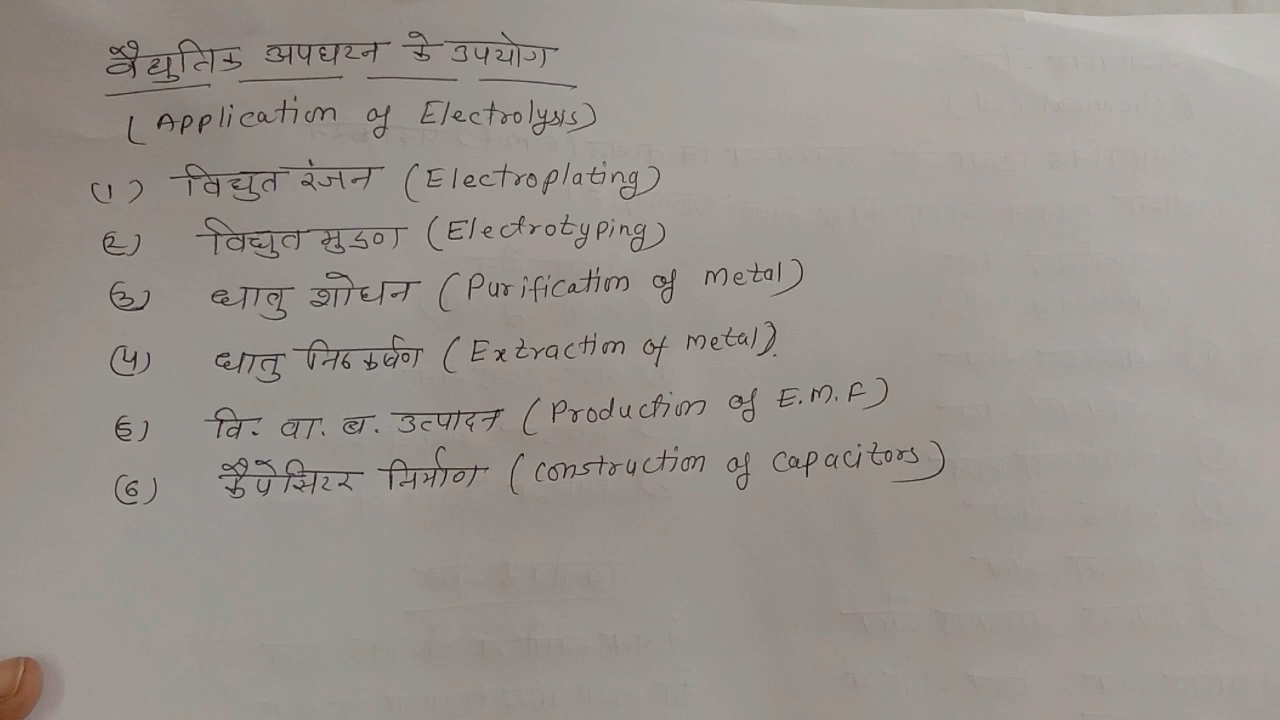 वैद्युतिक अपघटन के उपयोग
(Application of Electrolysis)
(1) विद्युत रंजन (Electroplating)
(2) विद्युत मुद्रण (Electrotyping)
(3) धातु शोधन (Purification of metal)
(4) धातु निष्कर्षण (Extraction of metal).
(5) वि. वा. ब. उत्पादन (Production of E.M.F)
(6) कैपेसिटर निर्माण (Construction of capacitors)